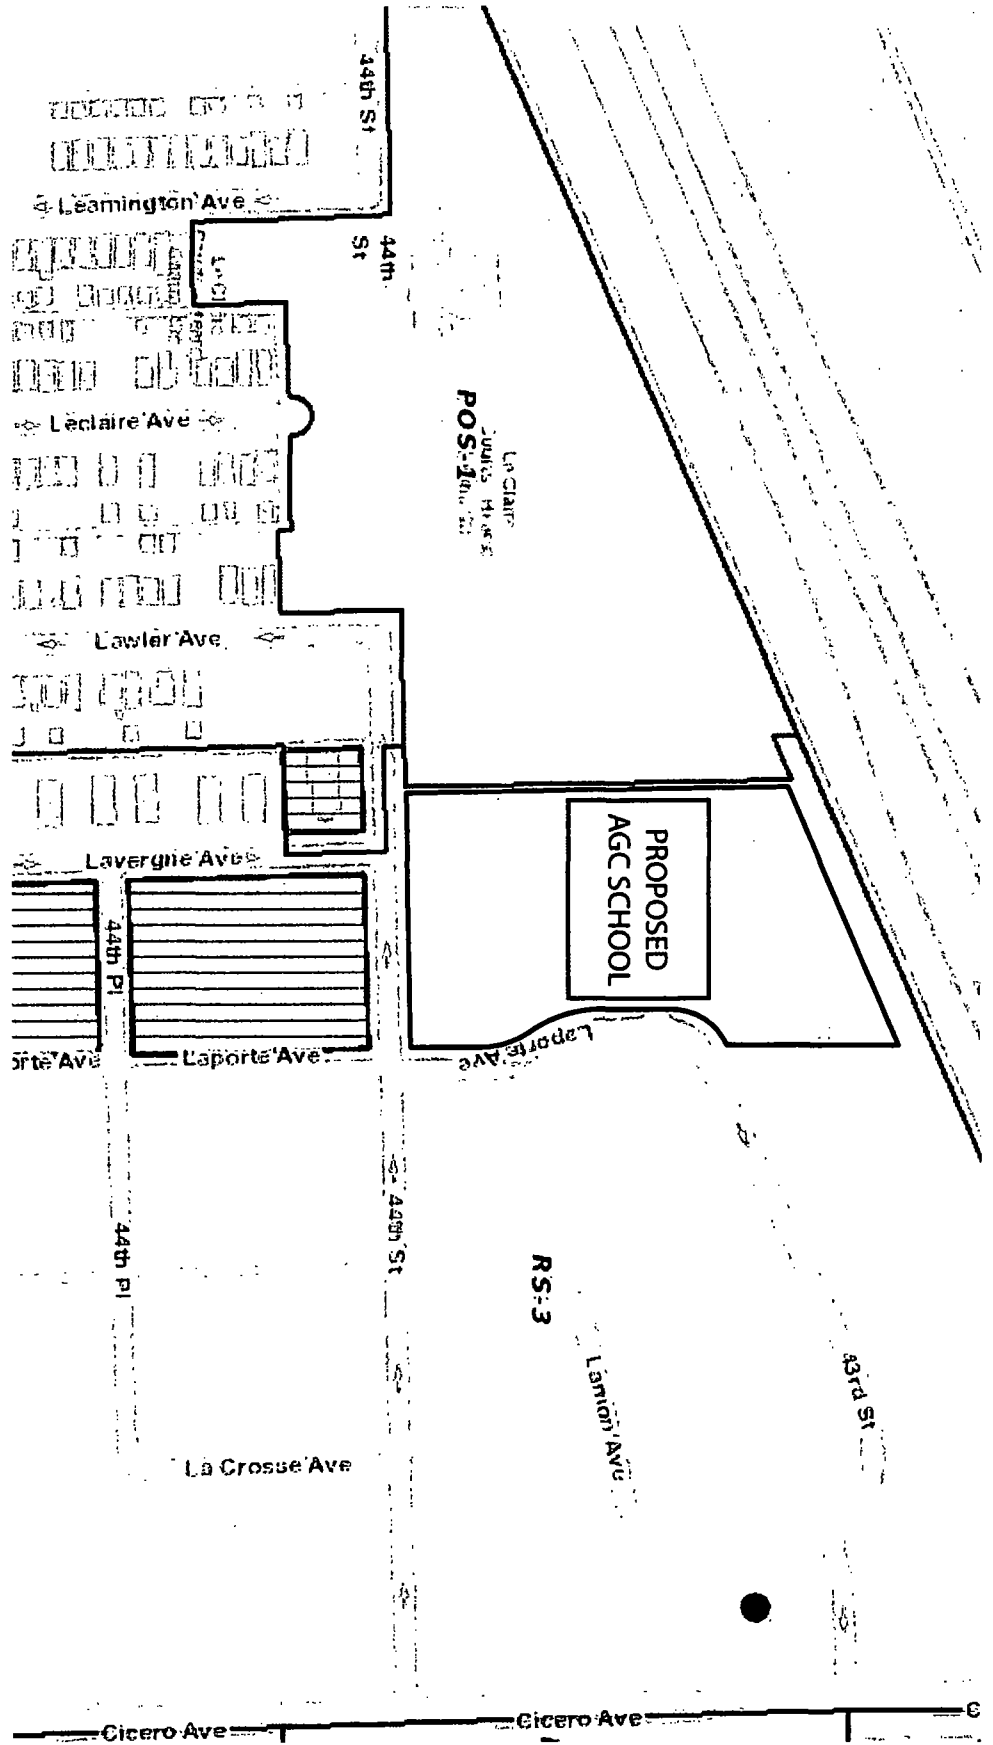 44th St
Leamington Ave
44th
St
Leclaire Ave
POS-1
Lawler Ave
PROPOSED
AGC SCHOOL
Lavergne Ave
44th Pl
Laporte Ave
Laporte Ave
44th St
44th Pl
RS-3
Lamon Ave
43rd St
La Crosse Ave
Cicero Ave
Cicero Ave